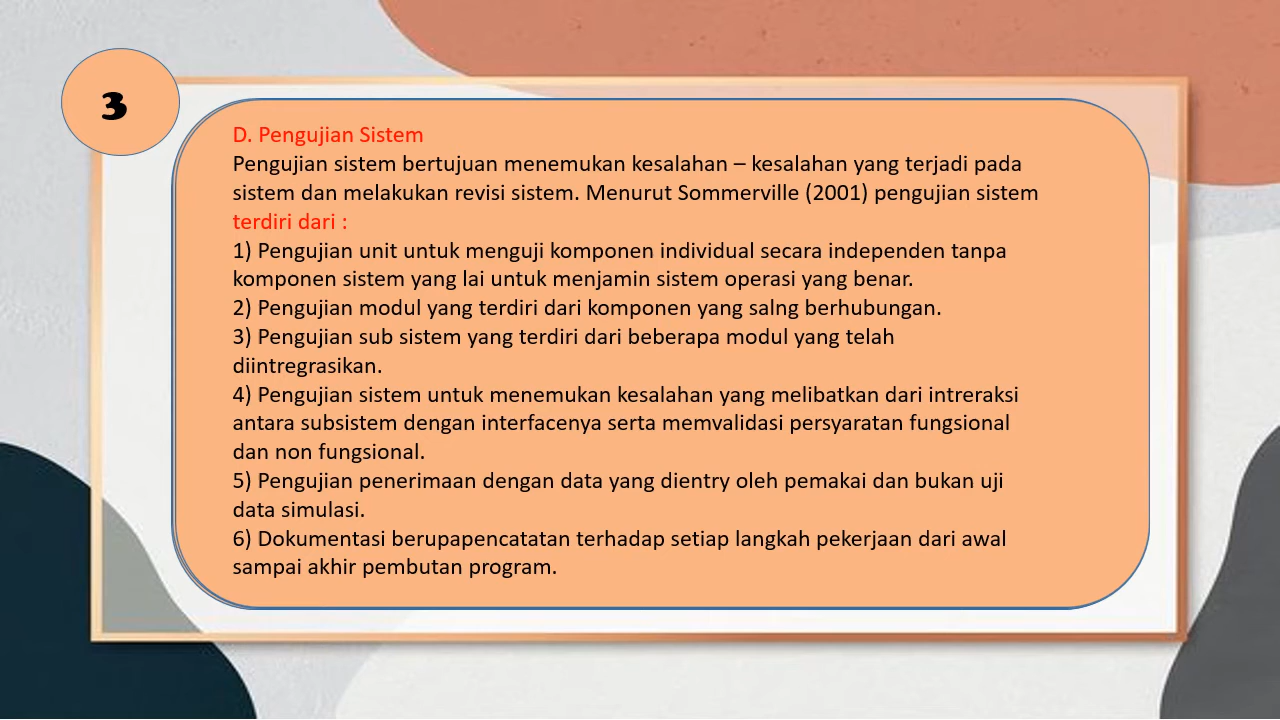 3
D. Pengujian Sistem
Pengujian sistem bertujuan menemukan kesalahan – kesalahan yang terjadi pada
sistem dan melakukan revisi sistem. Menurut Sommerville (2001) pengujian sistem
terdiri dari :
1) Pengujian unit untuk menguji komponen individual secara independen tanpa
komponen sistem yang lai untuk menjamin sistem operasi yang benar.
2) Pengujian modul yang terdiri dari komponen yang salng berhubungan.
3) Pengujian sub sistem yang terdiri dari beberapa modul yang telah
diintregrasikan.
4) Pengujian sistem untuk menemukan kesalahan yang melibatkan dari intreraksi
antara subsistem dengan interfacenya serta memvalidasi persyaratan fungsional
dan non fungsional.
5) Pengujian penerimaan dengan data yang dientry oleh pemakai dan bukan uji
data simulasi.
6) Dokumentasi berupapencatatan terhadap setiap langkah pekerjaan dari awal
sampai akhir pembutan program.